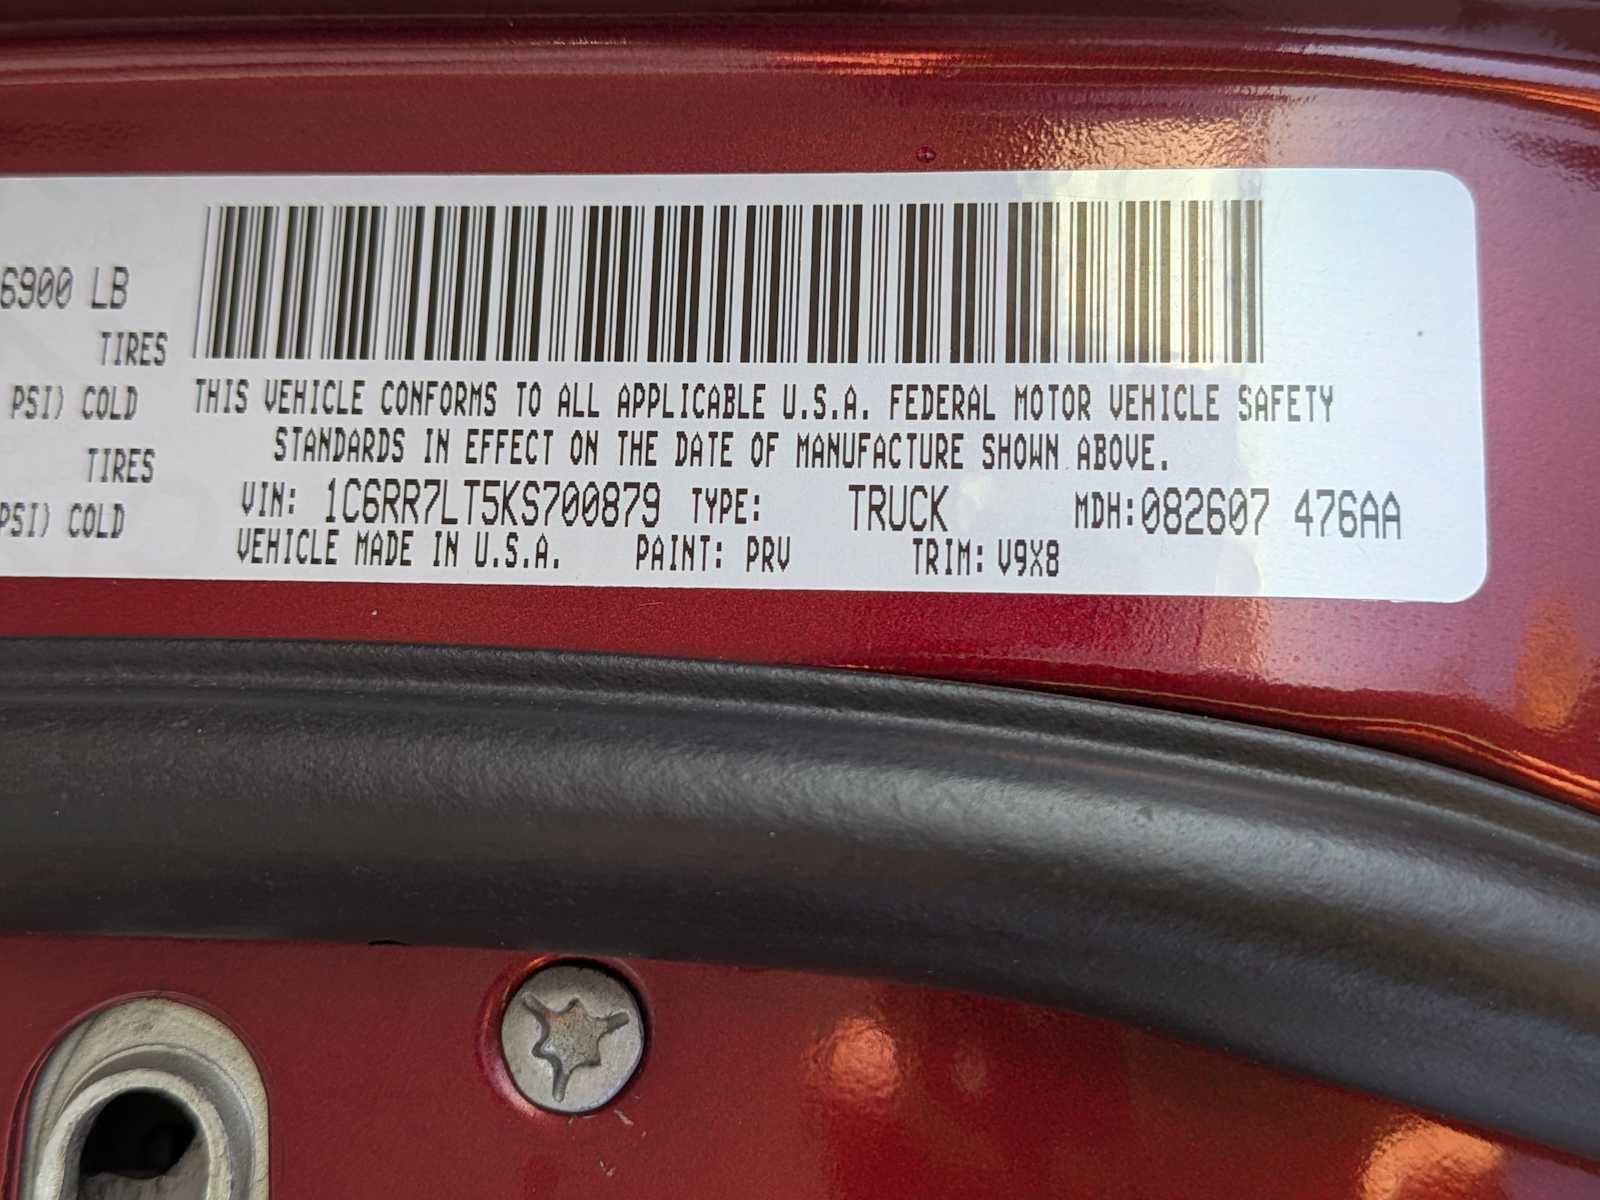 6900 LB
TIRES
PSI) COLD
TIRES
PSI) COLD
THIS VEHICLE CONFORMS TO ALL APPLICABLE U.S.A. FEDERAL MOTOR VEHICLE SAFETY
STANDARDS IN EFFECT ON THE DATE OF MANUFACTURE SHOWN ABOVE.
VIN: 1C6RR7LT5KS700879 TYPE: TRUCK MDH:082607 476AA
VEHICLE MADE IN U.S.A. PAINT: PRV TRIM: V9X8